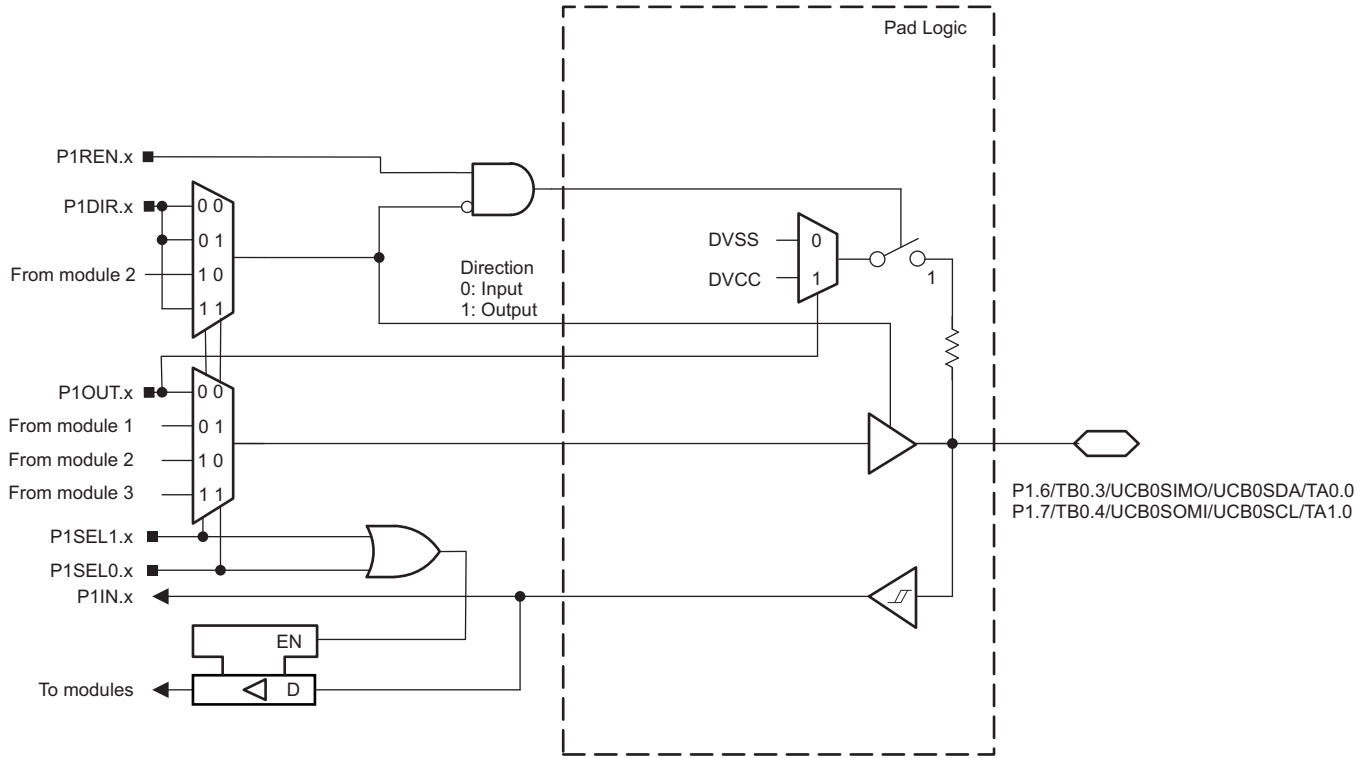 Pad Logic
P1REN.x
P1DIR.x
0 0
0 1
From module 2
1 0
1 1
Direction
0: Input
1: Output
DVSS
0
DVCC
1
1
P1OUT.x
0 0
From module 1
0 1
From module 2
1 0
From module 3
1 1
P1SEL1.x
P1SEL0.x
P1IN.x
EN
To modules
D
P1.6/TB0.3/UCB0SIMO/UCB0SDA/TA0.0
P1.7/TB0.4/UCB0SOMI/UCB0SCL/TA1.0